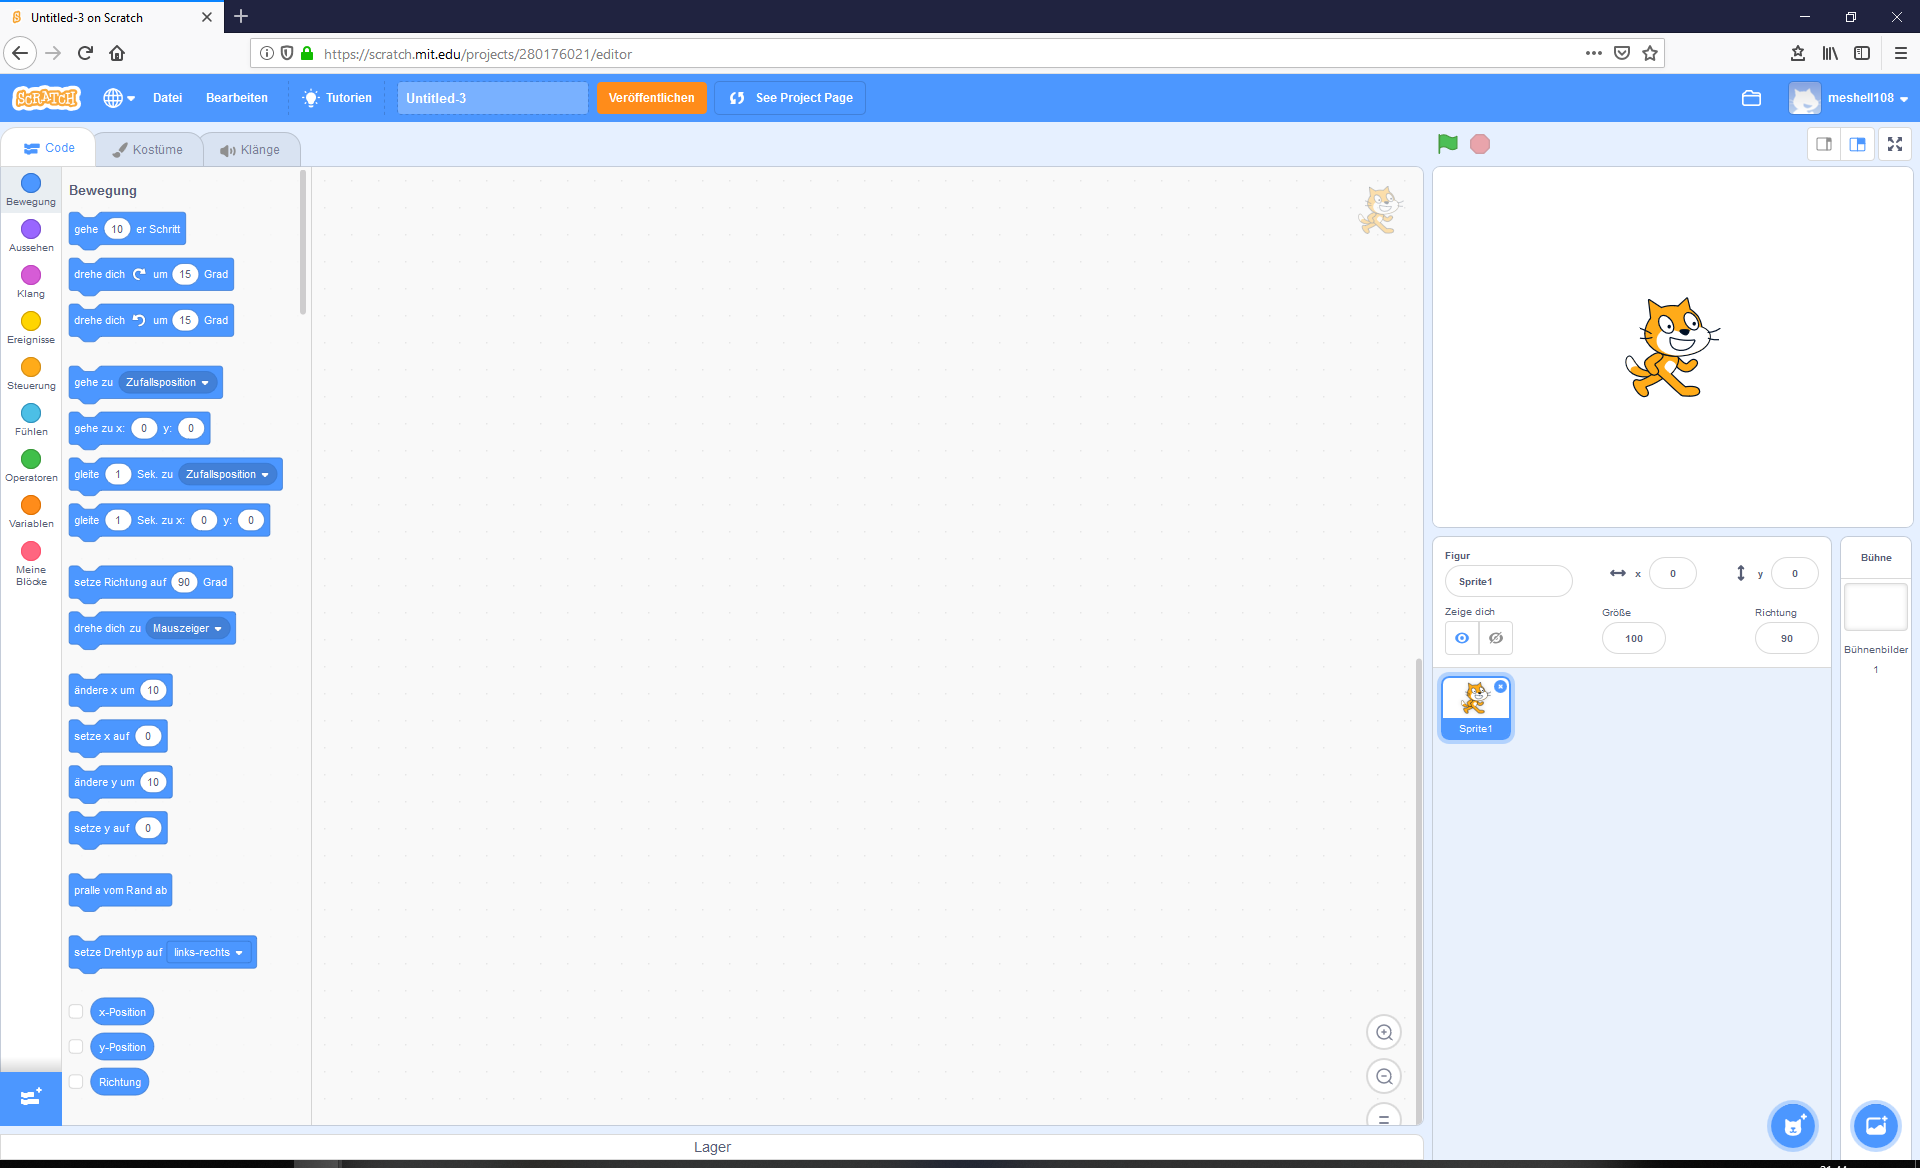 Untitled-3 on Scratch
https://scratch.mit.edu/projects/280176021/editor
SCRATCH
Datei
Bearbeiten
Tutorien
Untitled-3
Veröffentlichen
See Project Page
meshell108
Code
Kostüme
Klänge
Bewegung
Aussehen
Klang
Ereignisse
Steuerung
Fühlen
Operatoren
Variablen
Meine
Blöcke
Bewegung
gehe 10 er Schritt
drehe dich um 15 Grad
drehe dich um 15 Grad
gehe zu Zufallsposition
gehe zu x: 0 y: 0
gleite 1 Sek. zu Zufallsposition
gleite 1 Sek. zu x: 0 y: 0
setze Richtung auf 90 Grad
drehe dich zu Mauszeiger
ändere x um 10
setze x auf 0
ändere y um 10
setze y auf 0
pralle vom Rand ab
setze Drehtyp auf links-rechts
x-Position
y-Position
Richtung
Lager
Figur
Sprite1
x 0
y 0
Zeige dich
Größe
100
Richtung
90
Sprite1
Bühne
Bühnenbilder
1